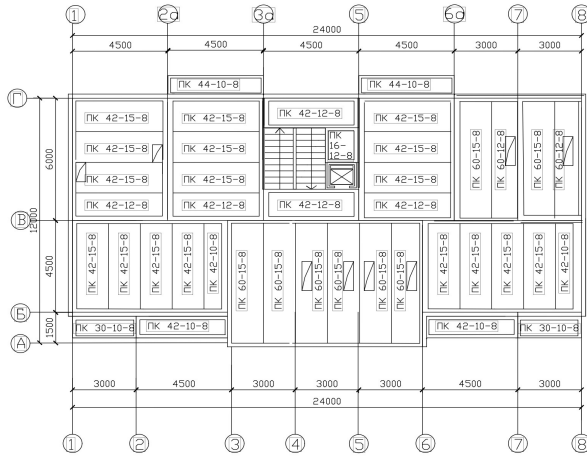 1 2а 3а 5 6а 7 8
24000
4500 4500 4500 4500 3000 3000
ПК 44-10-8 ПК 44-10-8
Г
ПК 42-15-8 ПК 42-15-8 ПК 42-12-8 ПК 42-15-8
ПК 42-15-8 ПК 42-15-8 ПК 16-12-8 ПК 42-15-8
ПК 42-15-8 ПК 42-15-8 ПК 42-15-8
ПК 42-12-8 ПК 42-12-8 ПК 42-12-8 ПК 42-12-8
ПК 60-15-8 ПК 60-12-8 ПК 60-15-8 ПК 60-12-8
6000
В
12000
ПК 42-15-8 ПК 42-15-8 ПК 42-15-8 ПК 42-15-8 ПК 42-10-8
ПК 60-15-8 ПК 60-15-8 ПК 60-15-8 ПК 60-15-8 ПК 60-15-8 ПК 60-15-8
ПК 42-15-8 ПК 42-15-8 ПК 42-15-8 ПК 42-15-8 ПК 42-10-8
4500
Б
ПК 30-10-8 ПК 42-10-8 ПК 42-10-8 ПК 30-10-8
1500
А
3000 4500 3000 3000 3000 4500 3000
24000
1 2 3 4 5 6 7 8